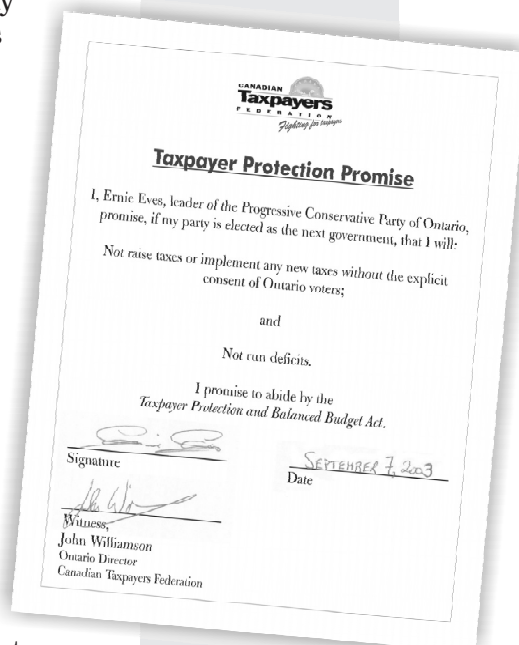 CANADIAN
Taxpayers
FEDERATION
Fighting for taxpayers
Taxpayer Protection Promise
I, Ernie Eves, leader of the Progressive Conservative Party of Ontario,
promise, if my party is elected as the next government, that I will:
Not raise taxes or implement any new taxes without the explicit
consent of Ontario voters;
and
Not run deficits.
I promise to abide by the
Taxpayer Protection and Balanced Budget Act.
Signature
SEPTEMBER 7, 2003
Date
Witness,
John Williamson
Ontario Director
Canadian Taxpayers Federation